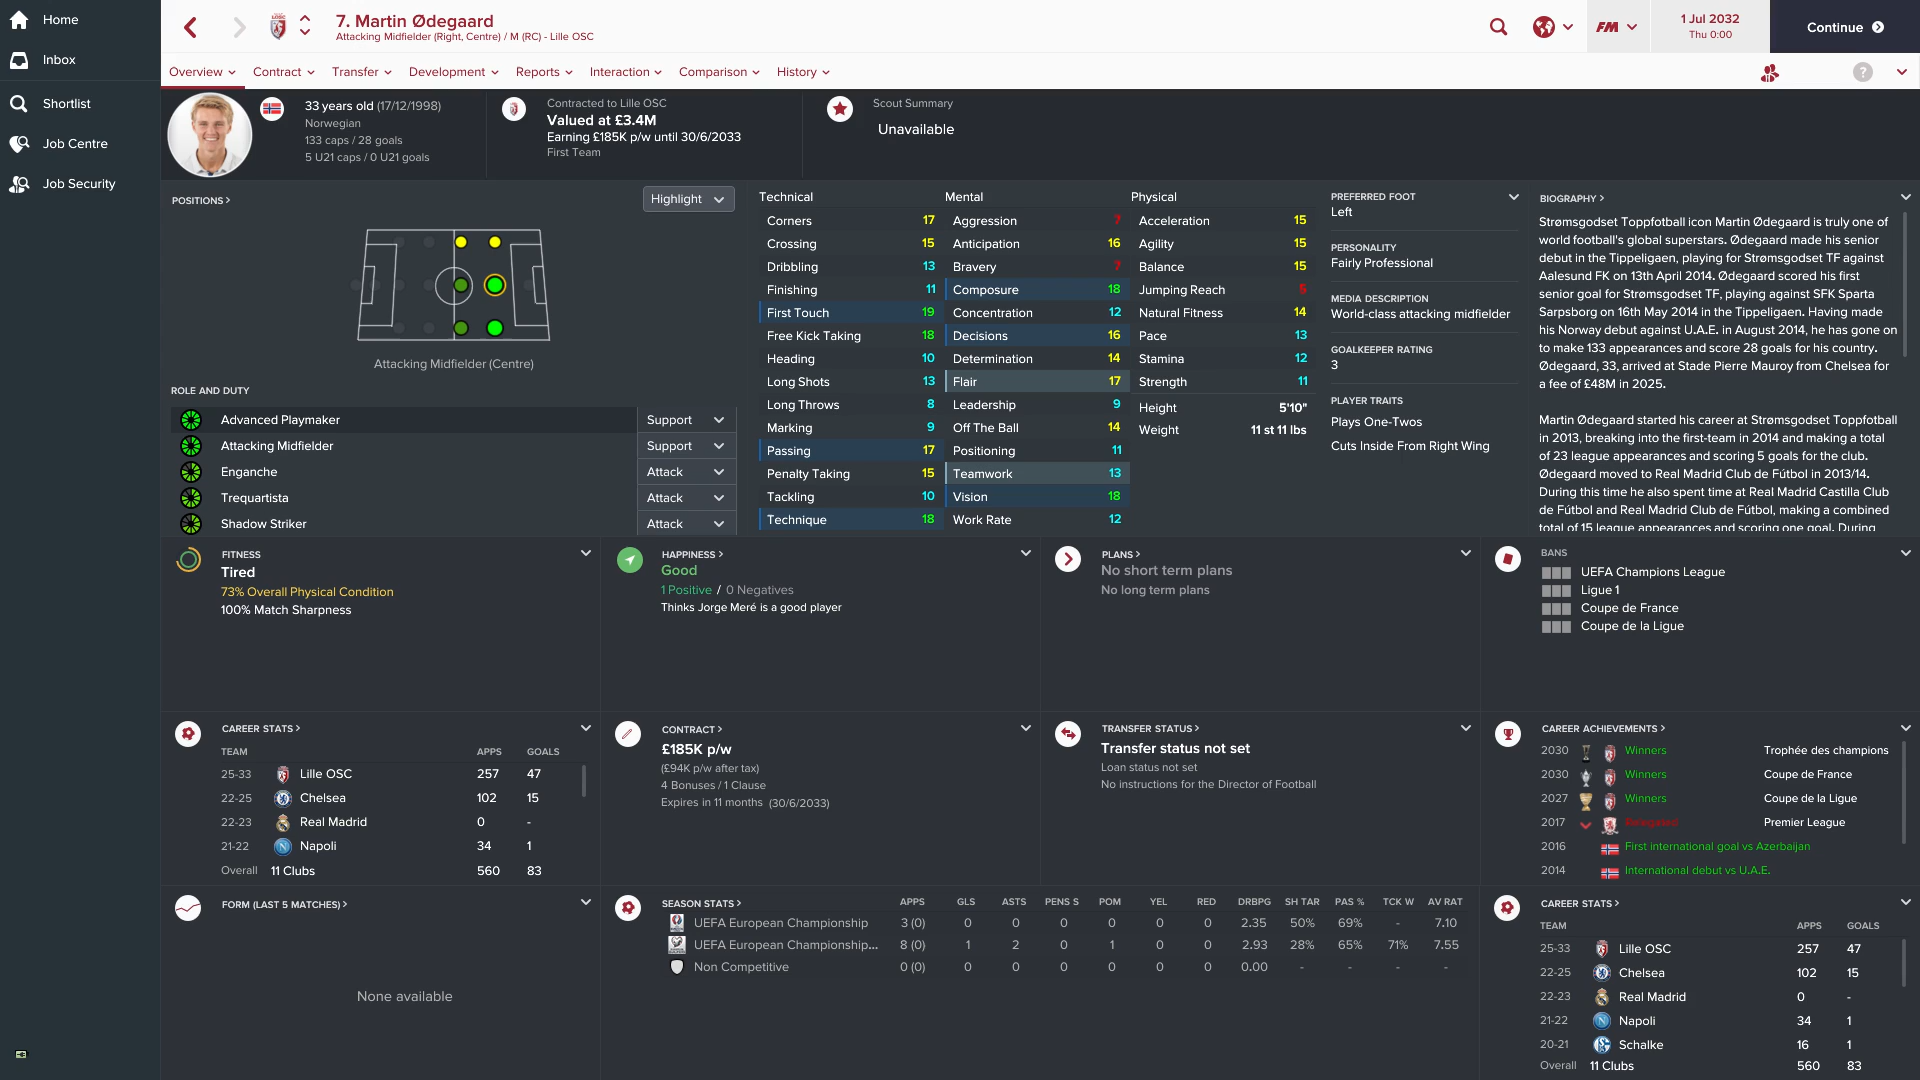 Home
Inbox
Shortlist
Job Centre
Job Security
7. Martin Ødegaard
Attacking Midfielder (Right, Centre) / M (RC) - Lille OSC
FM
1 Jul 2032
Thu 0:00
Continue
Overview
Contract
Transfer
Development
Reports
Interaction
Comparison
History
?
33 years old (17/12/1998)
Norwegian
133 caps / 28 goals
5 U21 caps / 0 U21 goals
Contracted to Lille OSC
Valued at £3.4M
Earning £185K p/w until 30/6/2033
First Team
Scout Summary
Unavailable
POSITIONS >
Highlight
Attacking Midfielder (Centre)
ROLE AND DUTY
Advanced Playmaker Support
Attacking Midfielder Support
Enganche Attack
Trequartista Attack
Shadow Striker Attack
Technical
Corners 17
Crossing 15
Dribbling 13
Finishing 11
First Touch 19
Free Kick Taking 18
Heading 10
Long Shots 13
Long Throws 8
Marking 9
Passing 17
Penalty Taking 15
Tackling 10
Technique 18
Mental
Aggression 7
Anticipation 16
Bravery 7
Composure 18
Concentration 12
Decisions 16
Determination 14
Flair 17
Leadership 9
Off The Ball 14
Positioning 11
Teamwork 13
Vision 18
Work Rate 12
Physical
Acceleration 15
Agility 15
Balance 15
Jumping Reach 5
Natural Fitness 14
Pace 13
Stamina 12
Strength 11
Height 5'10"
Weight 11 st 11 lbs
PREFERRED FOOT
Left
PERSONALITY
Fairly Professional
MEDIA DESCRIPTION
World-class attacking midfielder
GOALKEEPER RATING
3
PLAYER TRAITS
Plays One-Twos
Cuts Inside From Right Wing
BIOGRAPHY >
Strømsgodset Toppfotball icon Martin Ødegaard is truly one of
world football's global superstars. Ødegaard made his senior
debut in the Tippeligaen, playing for Strømsgodset TF against
Aalesund FK on 13th April 2014. Ødegaard scored his first
senior goal for Strømsgodset TF, playing against SFK Sparta
Sarpsborg on 16th May 2014 in the Tippeligaen. Having made
his Norway debut against U.A.E. in August 2014, he has gone on
to make 133 appearances and score 28 goals for his country.
Ødegaard, 33, arrived at Stade Pierre Mauroy from Chelsea for
a fee of £48M in 2025.
Martin Ødegaard started his career at Strømsgodset Toppfotball
in 2013, breaking into the first-team in 2014 and making a total
of 23 league appearances and scoring 5 goals for the club.
Ødegaard moved to Real Madrid Club de Fútbol in 2013/14.
During this time he also spent time at Real Madrid Castilla Club
de Fútbol and Real Madrid Club de Fútbol, making a combined
total of 15 league appearances and scoring one goal. During
FITNESS
Tired
73% Overall Physical Condition
100% Match Sharpness
HAPPINESS >
Good
1 Positive / 0 Negatives
Thinks Jorge Meré is a good player
PLANS >
No short term plans
No long term plans
BANS
UEFA Champions League
Ligue 1
Coupe de France
Coupe de la Ligue
CAREER STATS >
TEAM APPS GOALS
25-33 Lille OSC 257 47
22-25 Chelsea 102 15
22-23 Real Madrid 0 -
21-22 Napoli 34 1
Overall 11 Clubs 560 83
CONTRACT >
£185K p/w
(£94K p/w after tax)
4 Bonuses / 1 Clause
Expires in 11 months (30/6/2033)
TRANSFER STATUS >
Transfer status not set
Loan status not set
No instructions for the Director of Football
CAREER ACHIEVEMENTS >
2030 Winners Trophée des champions
2030 Winners Coupe de France
2027 Winners Coupe de la Ligue
2017 Relegated Premier League
2016 First international goal vs Azerbaijan
2014 International debut vs U.A.E.
FORM (LAST 5 MATCHES) >
None available
SEASON STATS > APPS GLS ASTS PENS S POM YEL RED DRBPG SH TAR PAS % TCK W AV RAT
UEFA European Championship 3 (0) 0 0 0 0 0 0 2.35 50% 69% - 7.10
UEFA European Championship... 8 (0) 1 2 0 1 0 0 2.93 28% 65% 71% 7.55
Non Competitive 0 (0) 0 0 0 0 0 0 0.00 - - - -
CAREER STATS >
TEAM APPS GOALS
25-33 Lille OSC 257 47
22-25 Chelsea 102 15
22-23 Real Madrid 0 -
21-22 Napoli 34 1
20-21 Schalke 16 1
Overall 11 Clubs 560 83